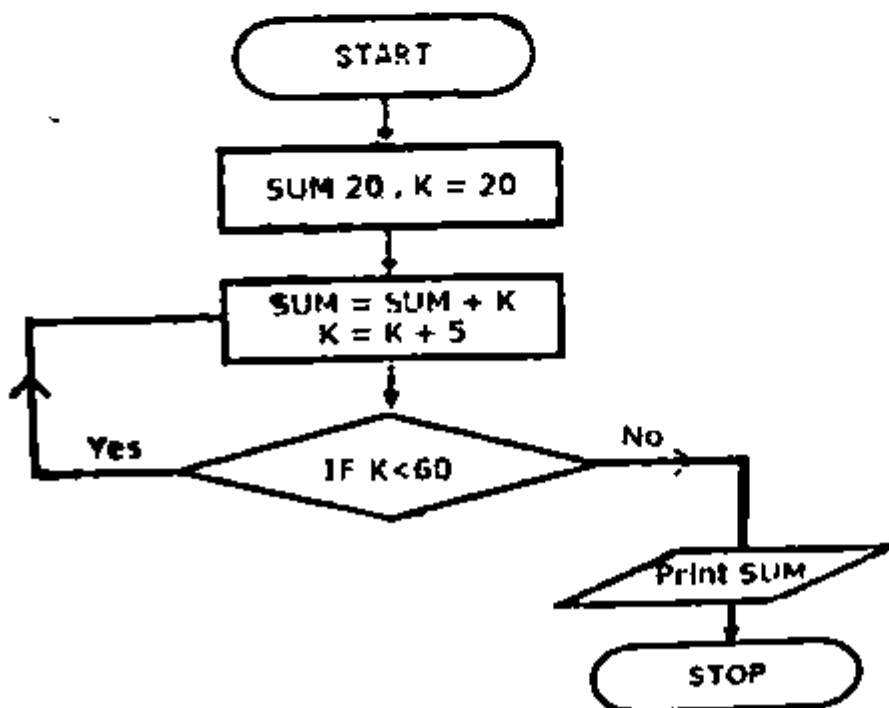 START
SUM 20 , K = 20
SUM = SUM + K
K = K + 5
Yes
IF K<60
No
Print SUM
STOP